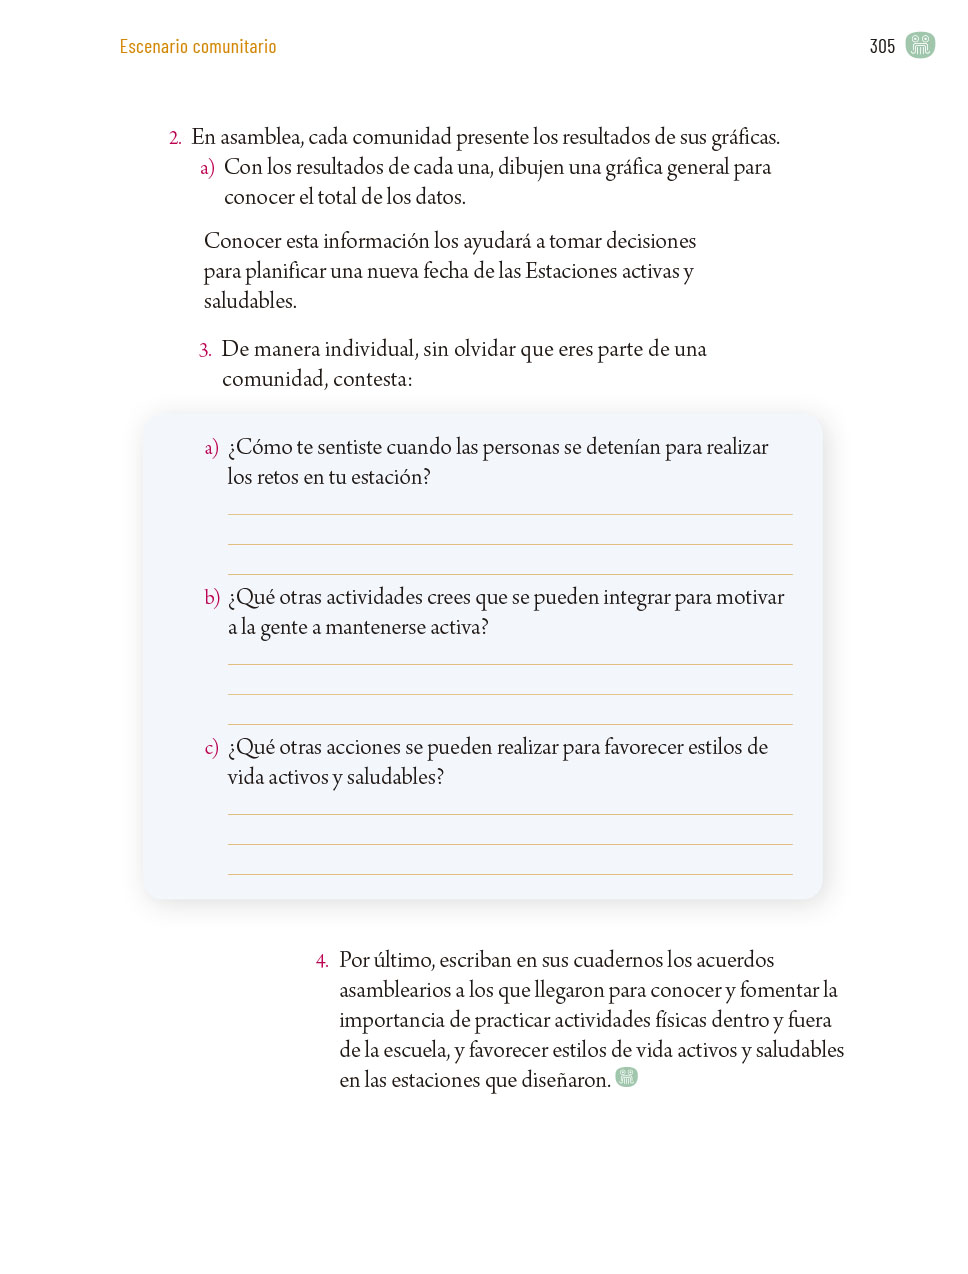 Escenario comunitario
305
2. En asamblea, cada comunidad presente los resultados de sus gráficas.
a) Con los resultados de cada una, dibujen una gráfica general para
conocer el total de los datos.
Conocer esta información los ayudará a tomar decisiones
para planificar una nueva fecha de las Estaciones activas y
saludables.
3. De manera individual, sin olvidar que eres parte de una
comunidad, contesta:
a) ¿Cómo te sentiste cuando las personas se detenían para realizar
los retos en tu estación?
b) ¿Qué otras actividades crees que se pueden integrar para motivar
a la gente a mantenerse activa?
c) ¿Qué otras acciones se pueden realizar para favorecer estilos de
vida activos y saludables?
4. Por último, escriban en sus cuadernos los acuerdos
asamblearios a los que llegaron para conocer y fomentar la
importancia de practicar actividades físicas dentro y fuera
de la escuela, y favorecer estilos de vida activos y saludables
en las estaciones que diseñaron.